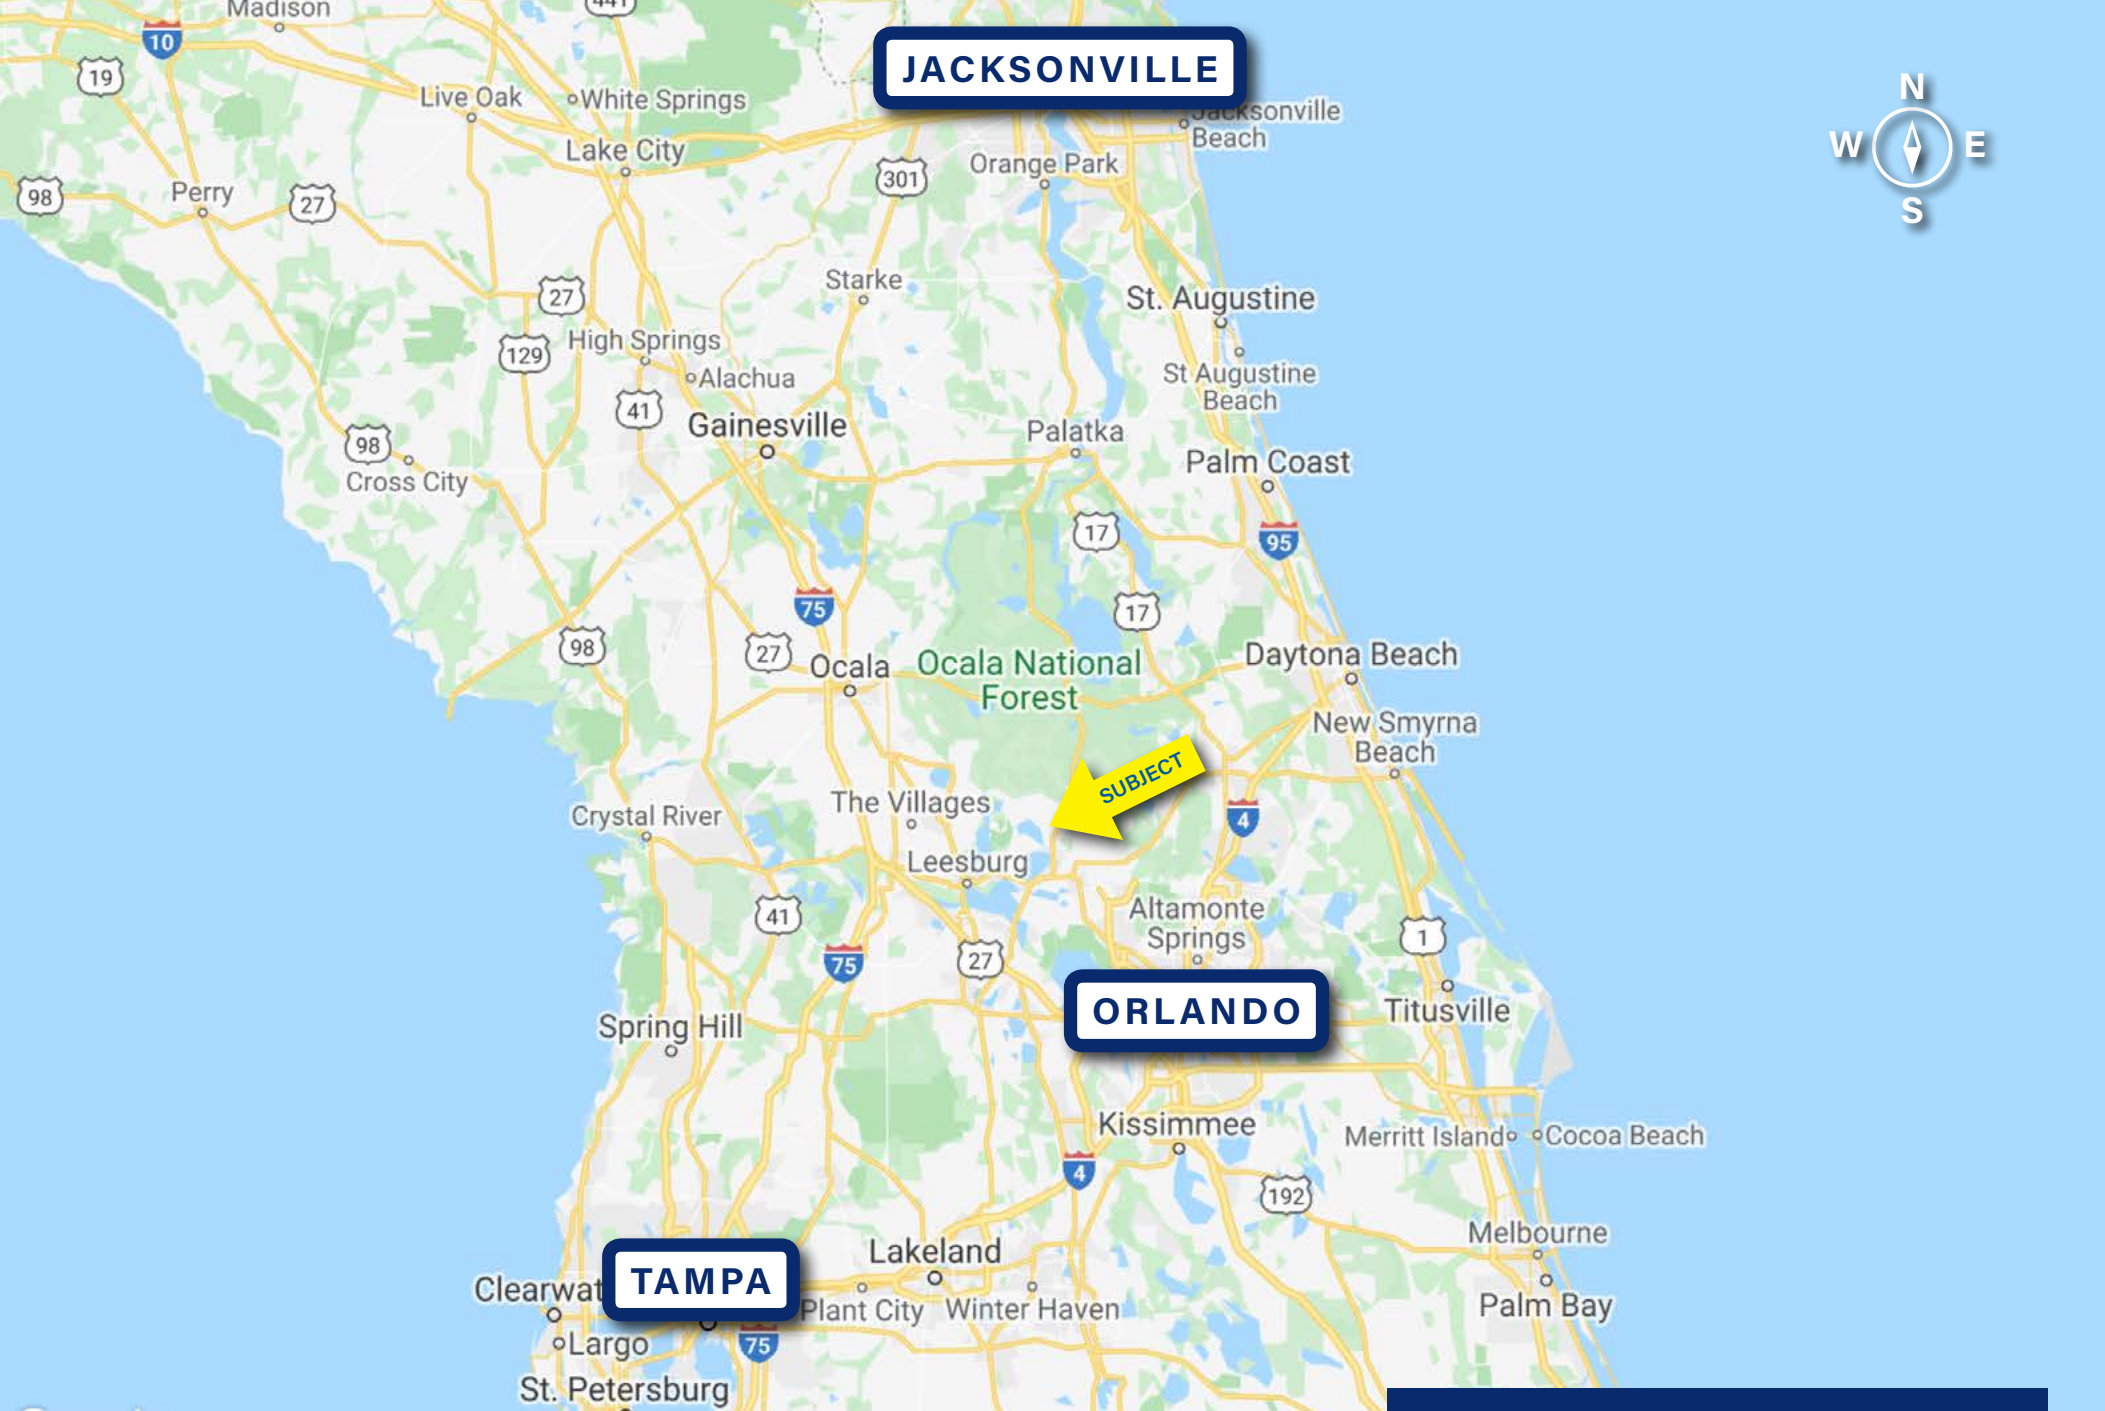 Madison
441
10
JACKSONVILLE
N
19
Live Oak
White Springs
Jacksonville
Beach
W
E
Lake City
Orange Park
301
98
Perry
27
S
Starke
27
St. Augustine
129
High Springs
Alachua
St Augustine
Beach
41
Gainesville
Palatka
98
Palm Coast
Cross City
17
95
75
17
98
27
Ocala
Ocala National
Forest
Daytona Beach
New Smyrna
Beach
SUBJECT
The Villages
Crystal River
4
Leesburg
41
Altamonte
Springs
1
75
27
ORLANDO
Titusville
Spring Hill
Kissimmee
Merritt Island
Cocoa Beach
4
192
Melbourne
Lakeland
TAMPA
Clearwat
Plant City
Winter Haven
Palm Bay
Largo
75
St. Petersburg